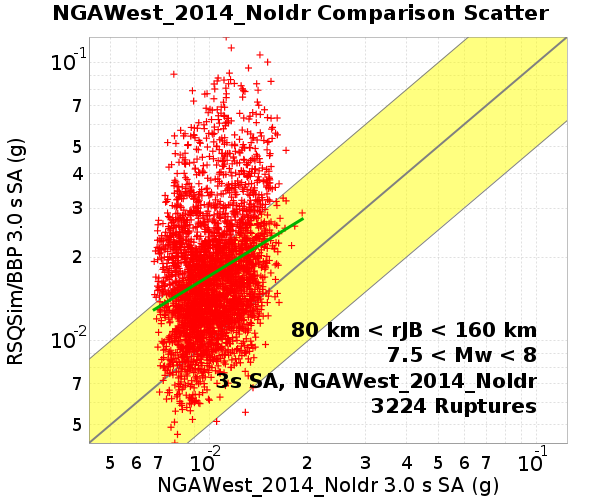 NGAWest_2014_NoIdr Comparison Scatter
RSQSim/BBP 3.0 s SA (g)
10-1
7
5
4
3
2
10-2
7
5
80 km < rJB < 160 km
7.5 < Mw < 8
3s SA, NGAWest_2014_NoIdr
3224 Ruptures
5 6 7 10-2 2 3 4 5 6 7 10-1
NGAWest_2014_NoIdr 3.0 s SA (g)